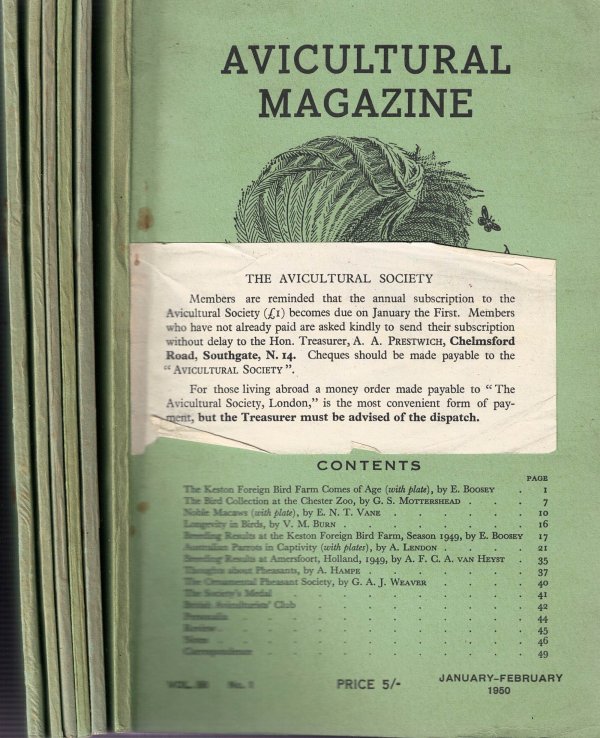 AVICULTURAL
MAGAZINE
THE AVICULTURAL SOCIETY
Members are reminded that the annual subscription to the
Avicultural Society (£1) becomes due on January the First. Members
who have not already paid are asked kindly to send their subscription
without delay to the Hon. Treasurer, A. A. PRESTWICH, Chelmsford
Road, Southgate, N. 14. Cheques should be made payable to the
“AVICULTURAL SOCIETY”.
For those living abroad a money order made payable to “The
Avicultural Society, London,” is the most convenient form of pay-
ment, but the Treasurer must be advised of the dispatch.
CONTENTS
PAGE
The Keston Foreign Bird Farm Comes of Age (with plate), by E. BOOSEY . 1
The Bird Collection at the Chester Zoo, by G. S. MOTTERSHEAD . 7
Noble Macaws (with plate), by E. N. T. VANE . 10
Longevity in Birds, by V. M. BURN . 16
Breeding Results at the Keston Foreign Bird Farm, Season 1949, by E. BOOSEY 17
Australian Parrots in Captivity (with plates), by A. LENDON . 21
Breeding Results at Amersfoort, Holland, 1949, by A. F. C. A. VAN HEYST . 35
Thoughts about Pheasants, by A. HAMPE . 37
The Ornamental Pheasant Society, by G. A. J. WEAVER . 40
The Society's Medal . 41
British Aviculturists' Club . 42
Personalia . 44
Reviews . 45
Notes . 46
Correspondence . 49
No. 1 PRICE 5/- JANUARY-FEBRUARY
1950